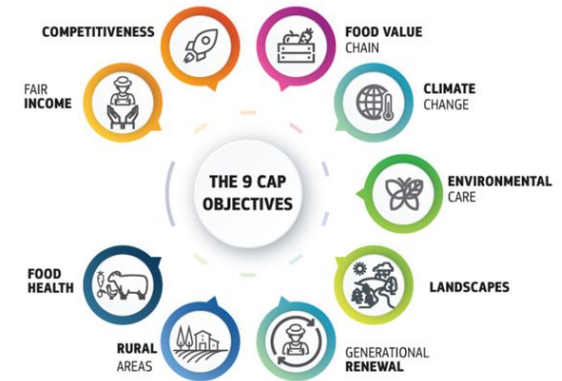 THE 9 CAP
OBJECTIVES
COMPETITIVENESS
FOOD VALUE
CHAIN
CLIMATE
CHANGE
ENVIRONMENTAL
CARE
LANDSCAPES
GENERATIONAL
RENEWAL
RURAL
AREAS
FOOD
HEALTH
FAIR
INCOME